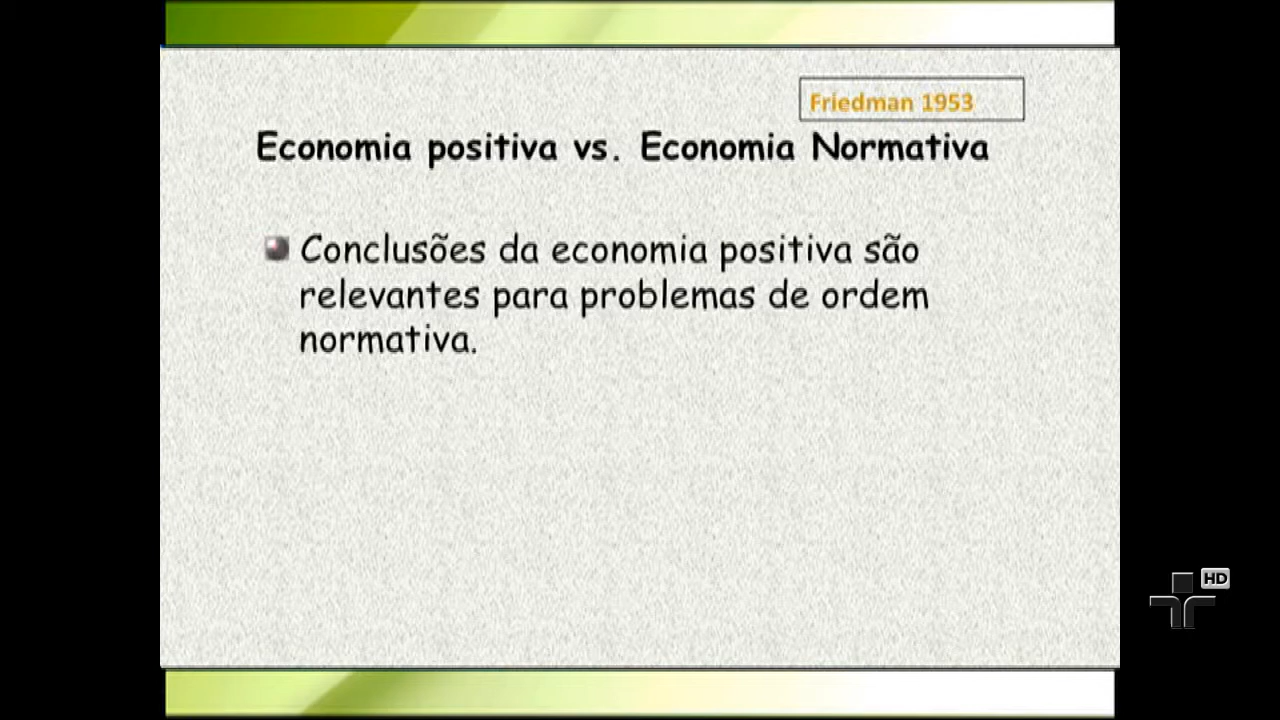 Friedman 1953
Economia positiva vs. Economia Normativa
Conclusões da economia positiva são
relevantes para problemas de ordem
normativa.
HD